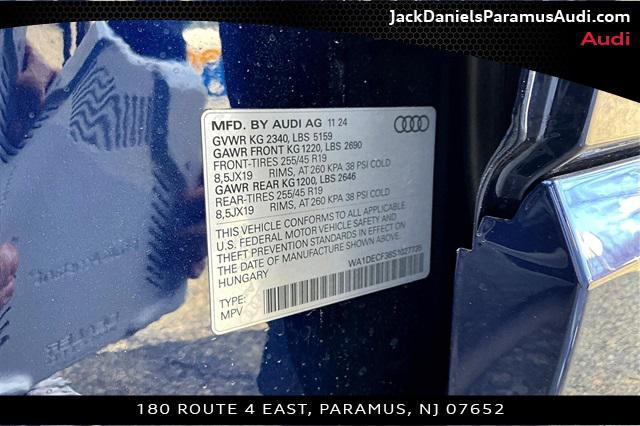 JackDanielsParamusAudi.com
Audi
MFD. BY AUDI AG 11 24
GVWR KG 2340, LBS 5159
GAWR FRONT KG1220, LBS 2690
FRONT-TIRES 255/45 R19
8,5JX19 RIMS, AT 260 KPA 38 PSI COLD
GAWR REAR KG1200, LBS 2646
REAR-TIRES 255/45 R19
8,5JX19 RIMS, AT 260 KPA 38 PSI COLD
THIS VEHICLE CONFORMS TO ALL APPLICABLE
U.S. FEDERAL MOTOR VEHICLE SAFETY AND
THEFT PREVENTION STANDARDS IN EFFECT ON
THE DATE OF MANUFACTURE SHOWN ABOVE.
HUNGARY
TYPE:
MPV
180 ROUTE 4 EAST, PARAMUS, NJ 07652